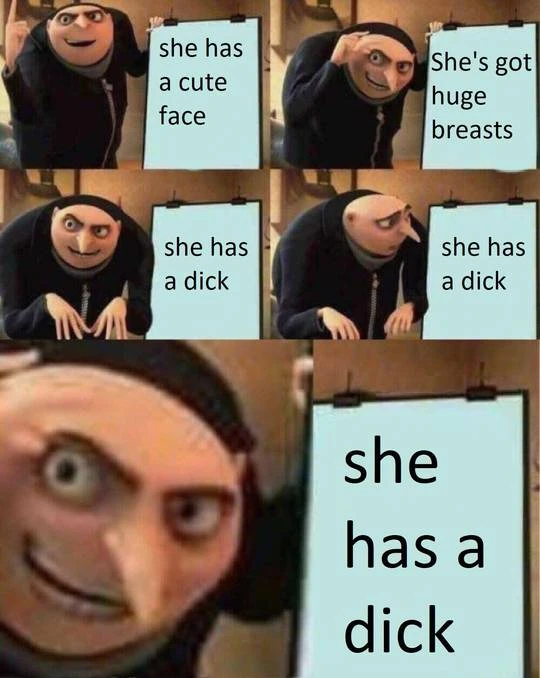 she has
a cute
face
She's got
huge
breasts
she has
a dick
she has
a dick
she
has a
dick